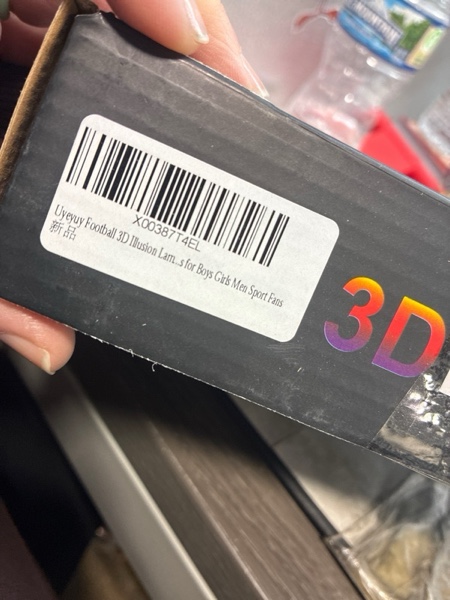 X00387T4EL
Uyeyuy Football 3D Illusion Lam...s for Boys Girls Men Sport Fans
新品
3D